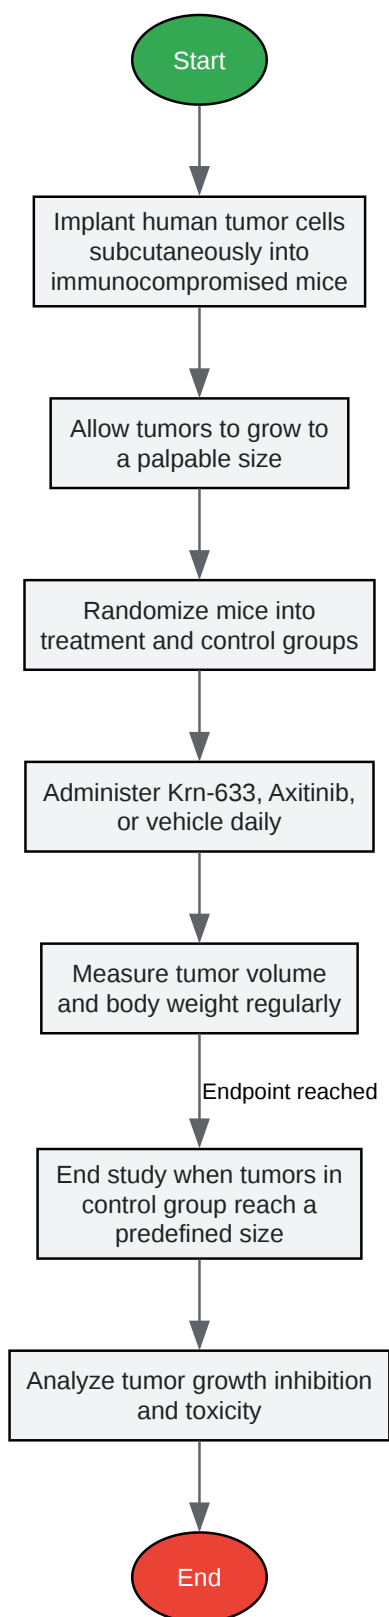 Start
Implant human tumor cells
subcutaneously into
immunocompromised mice
Allow tumors to grow to
a palpable size
Randomize mice into
treatment and control groups
Administer Krn-633, Axitinib,
or vehicle daily
Measure tumor volume
and body weight regularly
Endpoint reached
End study when tumors in
control group reach a
predefined size
Analyze tumor growth inhibition
and toxicity
End